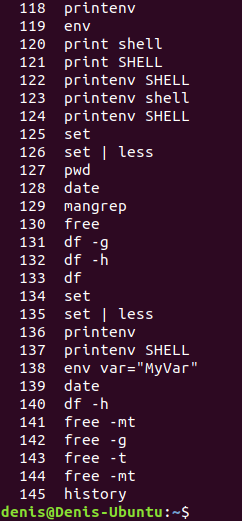 118 printenv
119 env
120 print shell
121 print SHELL
122 printenv SHELL
123 printenv shell
124 printenv SHELL
125 set
126 set | less
127 pwd
128 date
129 mangrep
130 free
131 df -g
132 df -h
133 df
134 set
135 set | less
136 printenv
137 printenv SHELL
138 env var="MyVar"
139 date
140 df -h
141 free -mt
142 free -g
143 free -t
144 free -mt
145 history
denis@Denis-Ubuntu:~$